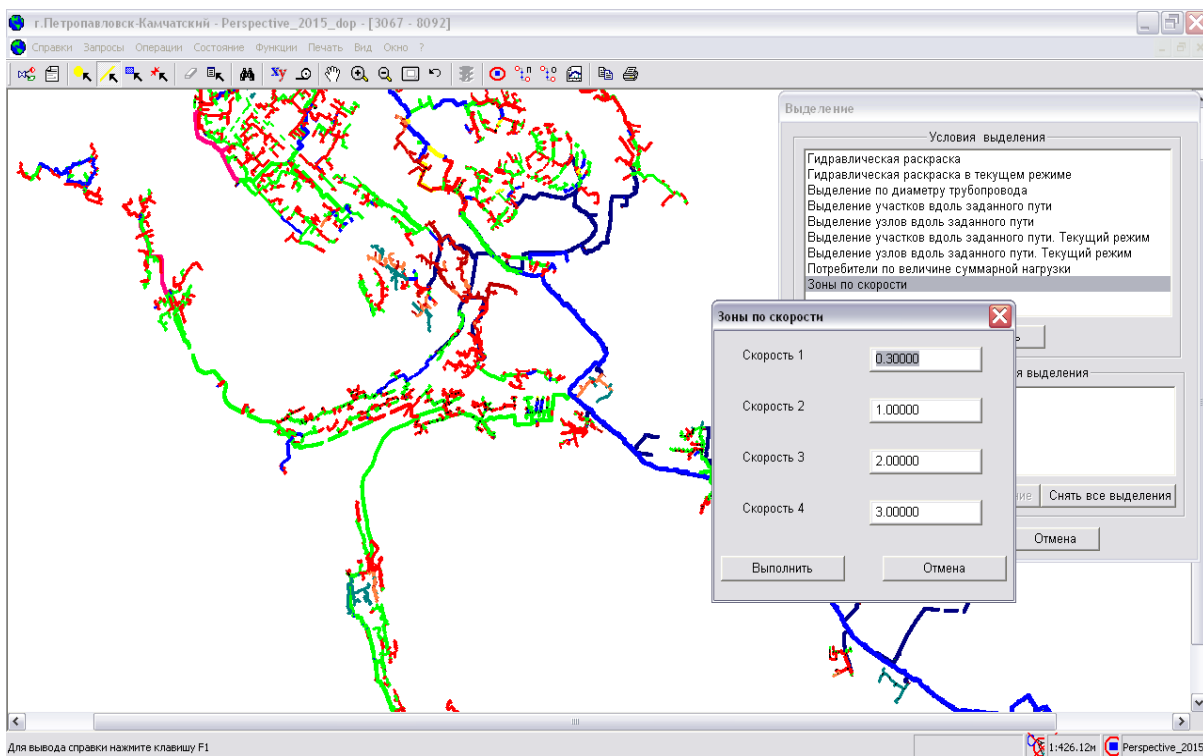 г.Петропавловск-Камчатский - Perspective_2015_dop - [3067 - 8092]
Справки Запросы Операции Состояние Функции Печать Вид Окно ?
Выделение
Условия выделения
Гидравлическая раскраска
Гидравлическая раскраска в текущем режиме
Выделение по диаметру трубопровода
Выделение участков вдоль заданного пути
Выделение узлов вдоль заданного пути
Выделение участков вдоль заданного пути. Текущий режим
Выделение узлов вдоль заданного пути. Текущий режим
Потребители по величине суммарной нагрузки
Зоны по скорости
Зоны по скорости
Скорость 1 0.30000
Скорость 2 1.00000
Скорость 3 2.00000
Скорость 4 3.00000
Выполнить Отмена
я выделения
ние Снять все выделения
Отмена
Для вывода справки нажмите клавишу F1
1:426.12м Perspective_2015